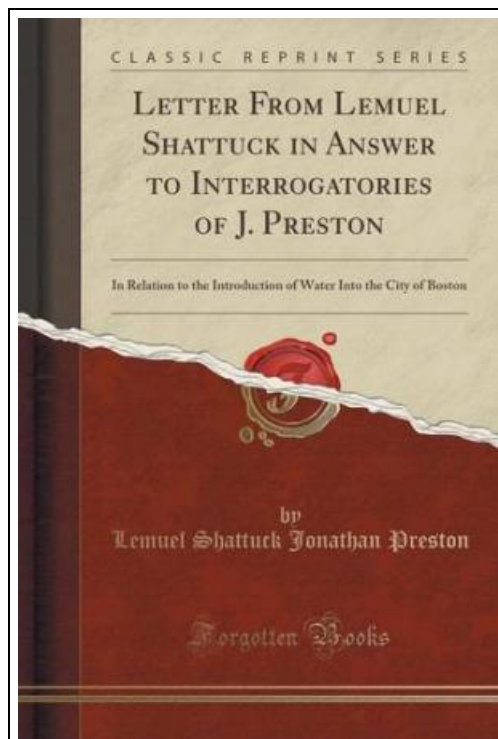 CLASSIC REPRINT SERIES
LETTER FROM LEMUEL
SHATTUCK IN ANSWER
TO INTERROGATORIES
OF J. PRESTON
In Relation to the Introduction of Water Into the City of Boston
F
by
Lemuel Shattuck Jonathan Preston
Forgotten Books